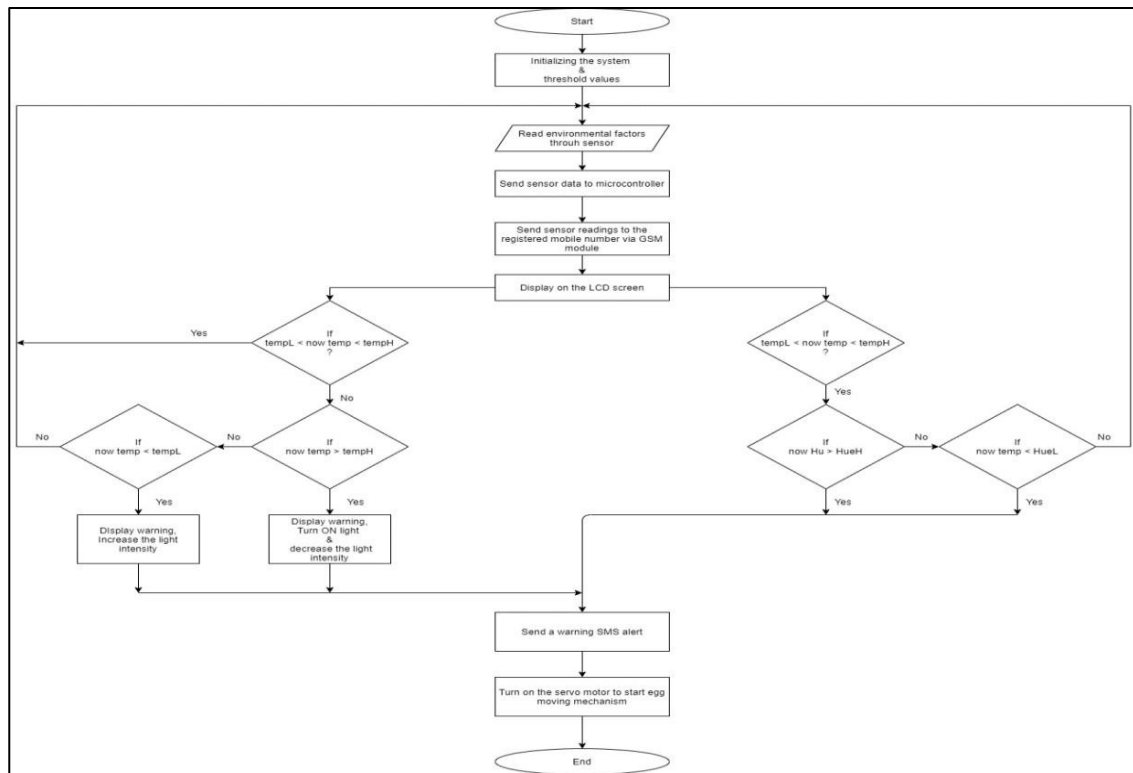 Start
Initializing the system
&
threshold values
Read environmental factors
throuh sensor
Send sensor data to microcontroller
Send sensor readings to the
registered mobile number via GSM
module
Display on the LCD screen
If
tempL < now temp < tempH
?
Yes
No
If
tempL < now temp < tempH
?
Yes
If
now temp < tempL
No
Yes
No
If
now temp > tempH
Yes
If
now Hu > HueH
No
Yes
If
now temp < HueL
No
Yes
DIsplay warning,
Increase the light
intensity
Display warning,
Turn ON light
&
decrease the light
intensity
Send a warning SMS alert
Turn on the servo motor to start egg
moving mechanism
End